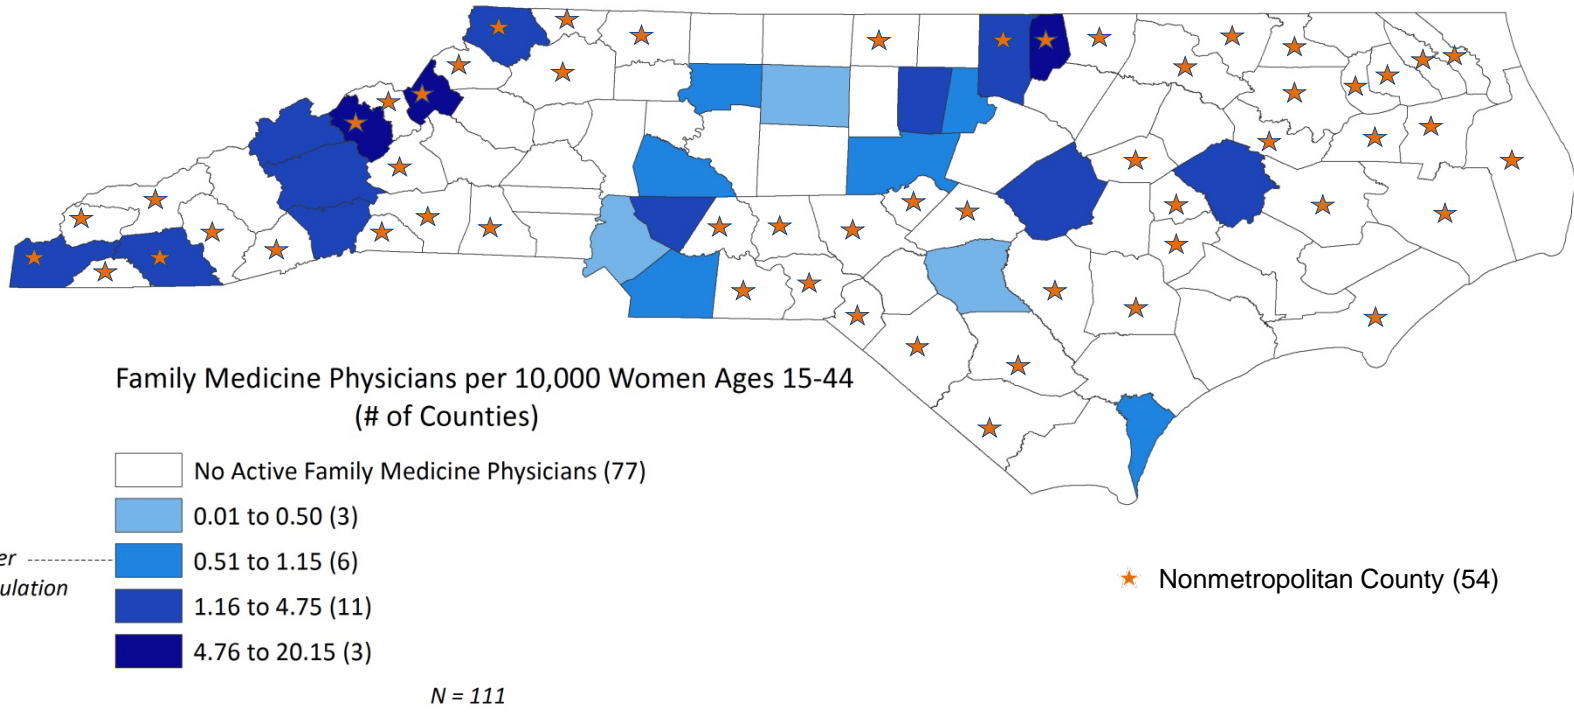 Family Medicine Physicians per 10,000 Women Ages 15-44
(# of Counties)
No Active Family Medicine Physicians (77)
0.01 to 0.50 (3)
er
0.51 to 1.15 (6)
ulation
1.16 to 4.75 (11)
4.76 to 20.15 (3)
N = 111
Nonmetropolitan County (54)